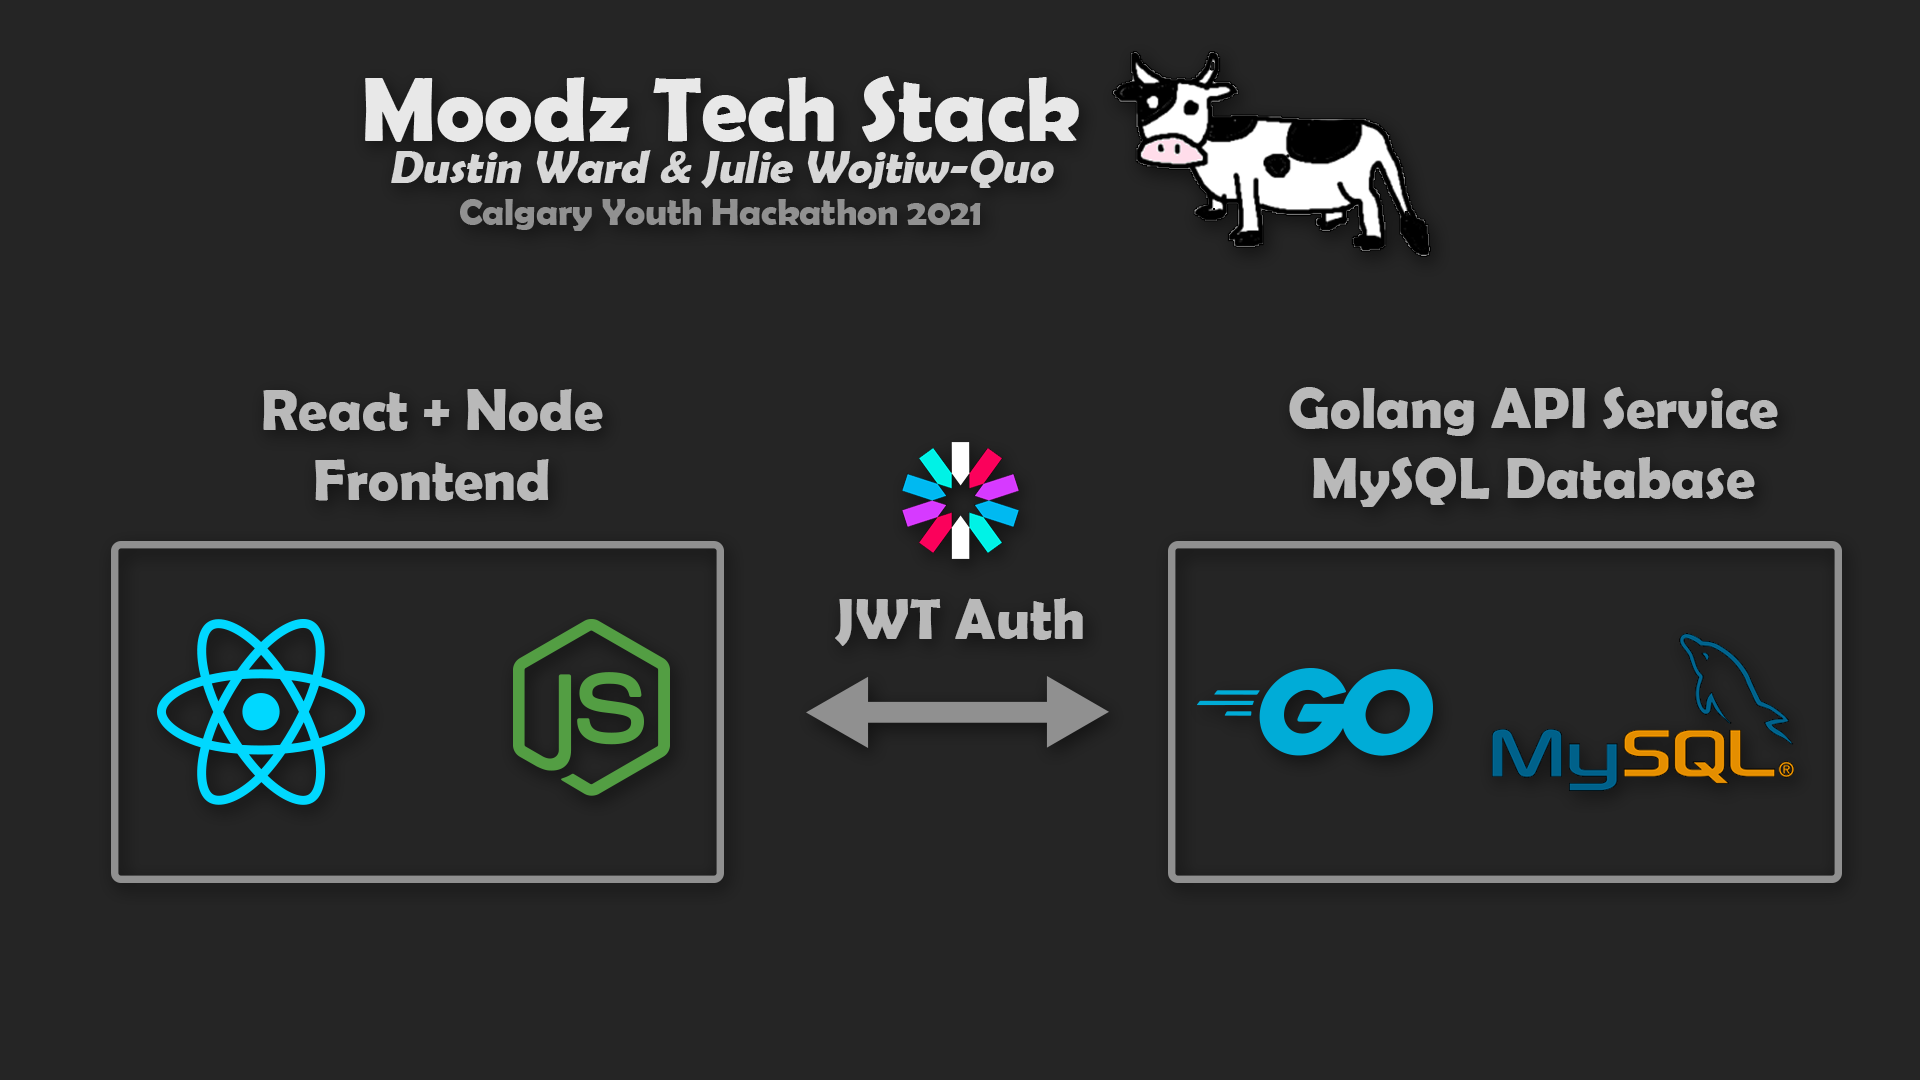 Moodz Tech Stack
Dustin Ward & Julie Wojtiw-Quo
Calgary Youth Hackathon 2021
React + Node
Frontend
JS
JWT Auth
Golang API Service
MySQL Database
GO
MySQL®